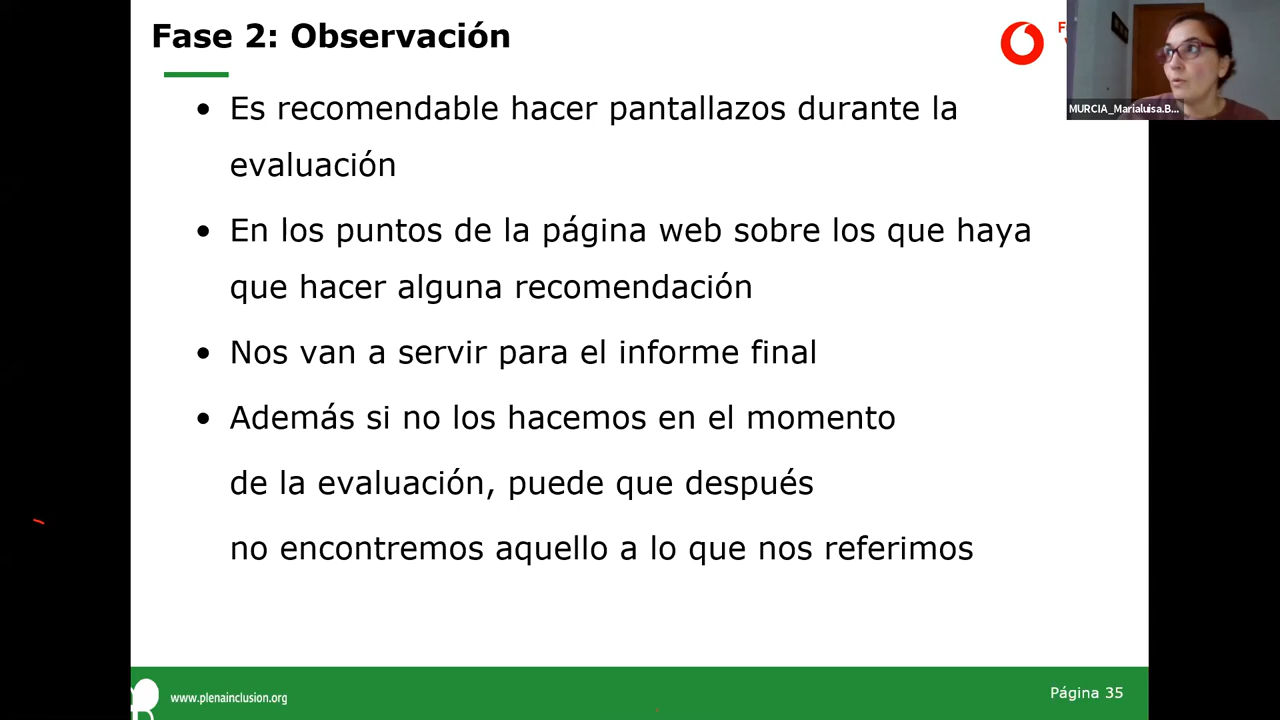 Fase 2: Observación
MURCIA_Marialuisa.B...
• Es recomendable hacer pantallazos durante la
evaluación
• En los puntos de la página web sobre los que haya
que hacer alguna recomendación
• Nos van a servir para el informe final
• Además si no los hacemos en el momento
de la evaluación, puede que después
no encontremos aquello a lo que nos referimos
www.plenainclusion.org
Página 35